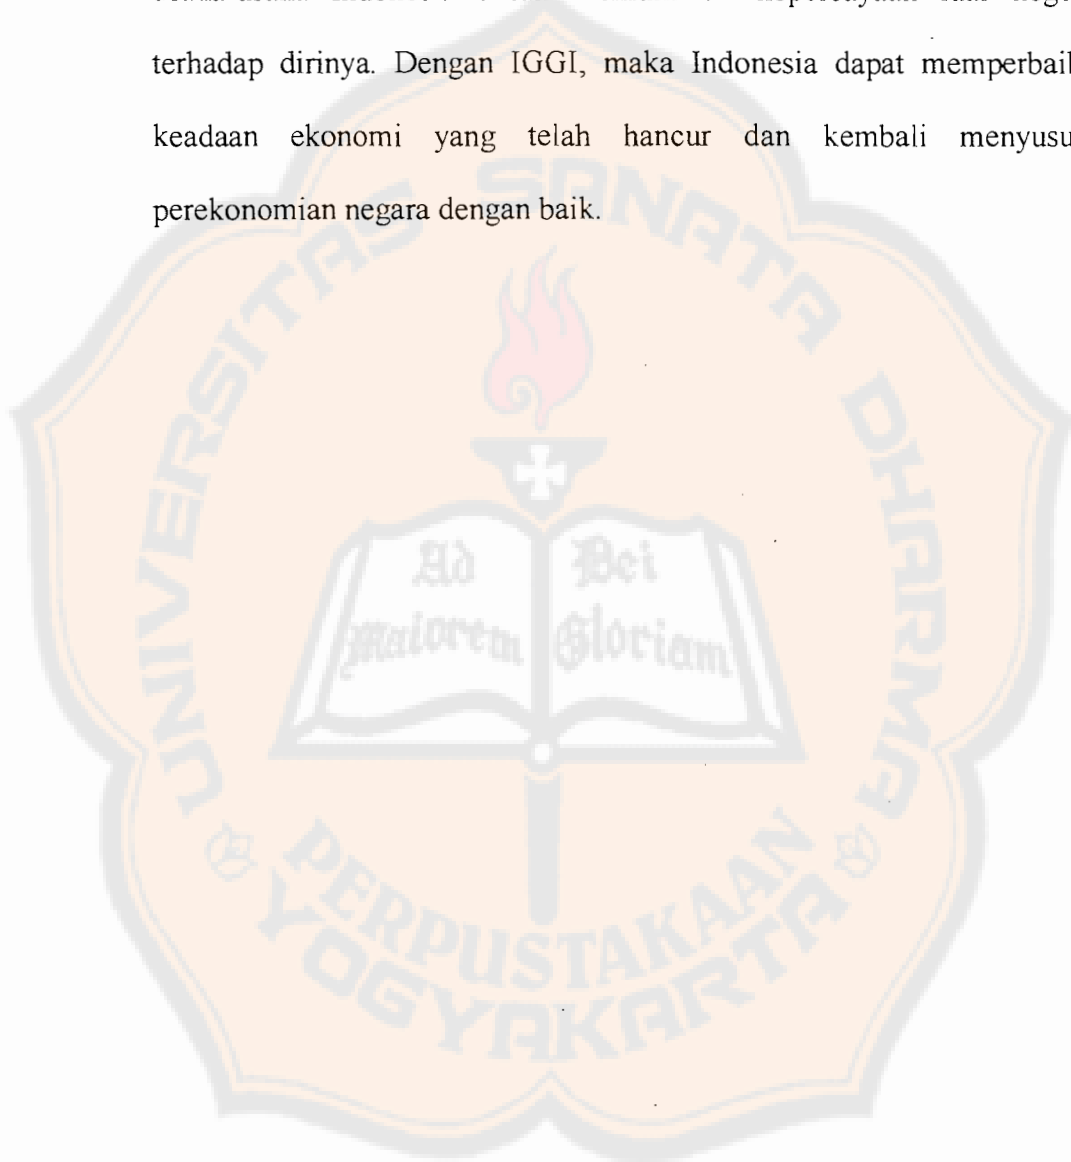 terhadap dirinya. Dengan IGGI, maka Indonesia dapat memperbaik
keadaan ekonomi yang telah hancur dan kembali menyusu
perekonomian negara dengan baik.
UNIVERSITAS SANATA DHARMA
Ad Dei
Maiorem Gloriam
PERPUSTAKAAN
YOGYAKARTA